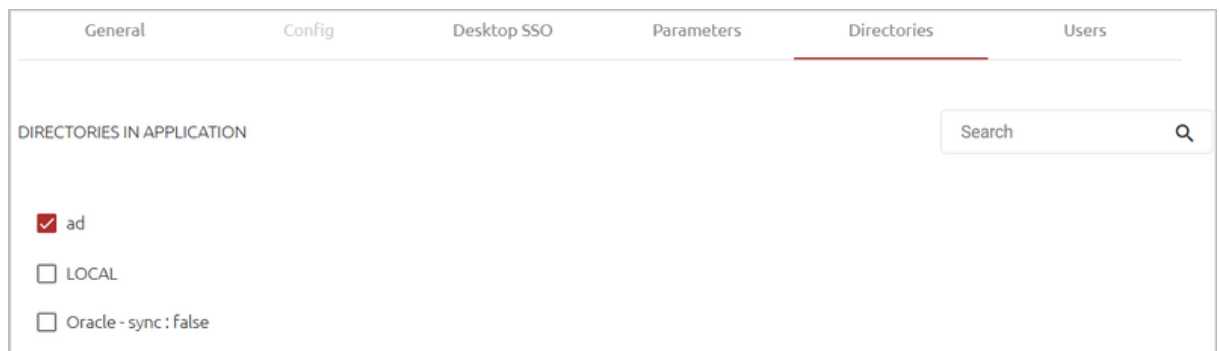 General Config Desktop SSO Parameters Directories Users
DIRECTORIES IN APPLICATION Search
ad
LOCAL
Oracle - sync : false